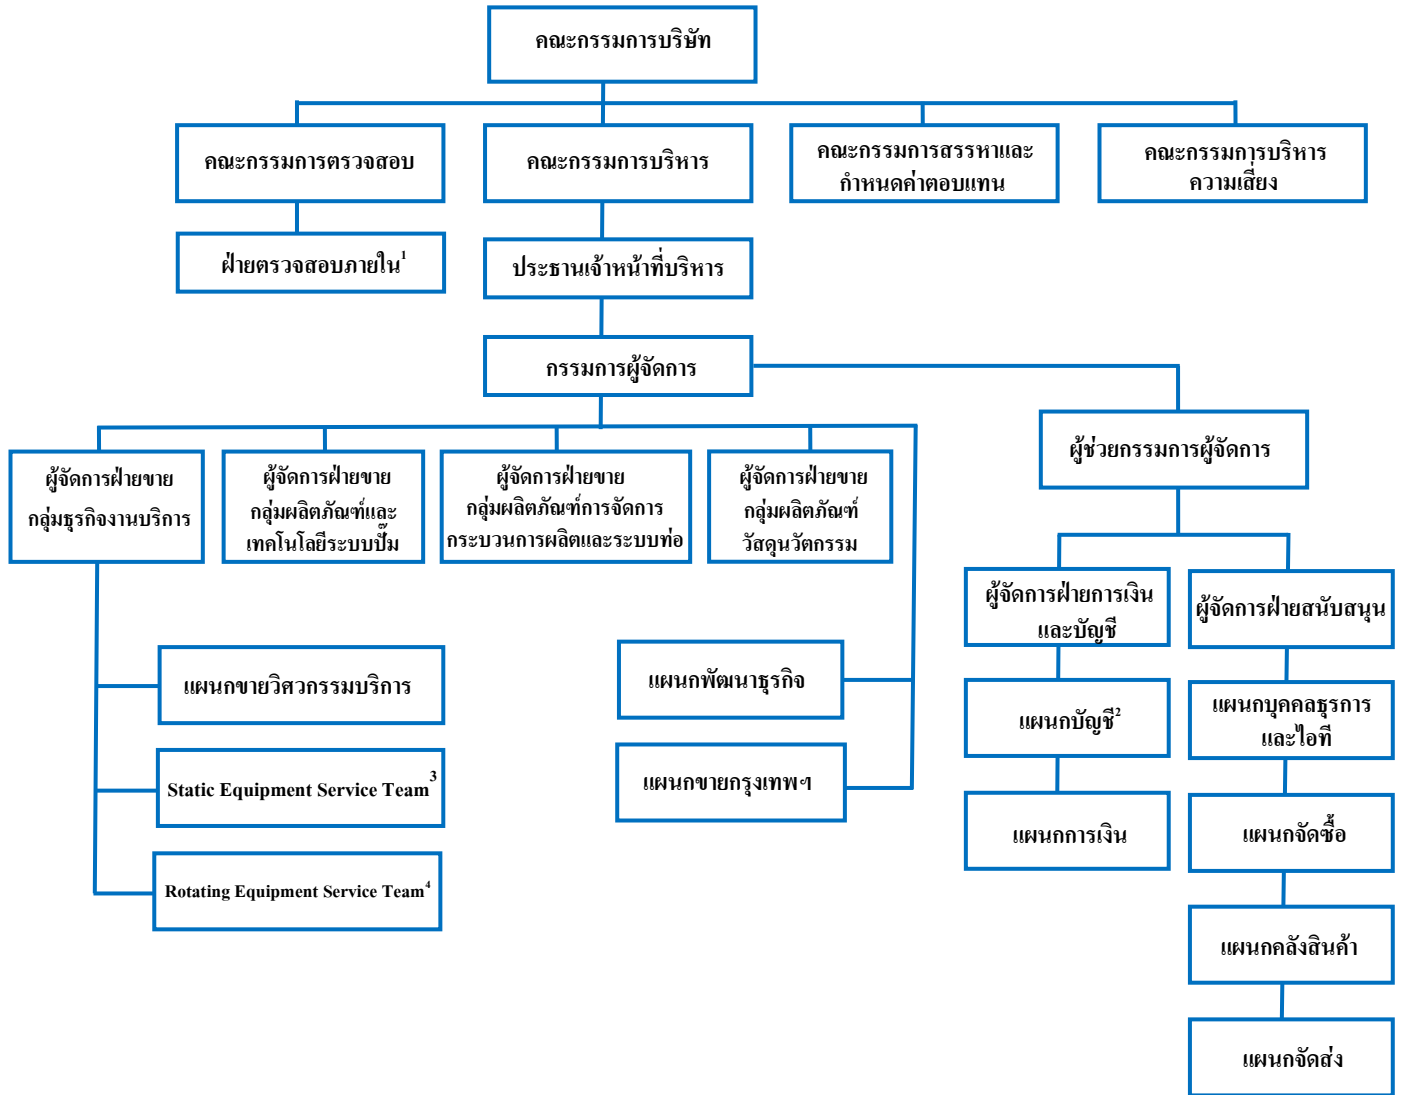 คณะกรรมการบริษัท
คณะกรรมการตรวจสอบ
คณะกรรมการบริหาร
คณะกรรมการสรรหาและ
กำหนดค่าตอบแทน
คณะกรรมการบริหาร
ความเสี่ยง
ฝ่ายตรวจสอบภายใน¹
ประธานเจ้าหน้าที่บริหาร
กรรมการผู้จัดการ
ผู้ช่วยกรรมการผู้จัดการ
ผู้จัดการฝ่ายขาย
กลุ่มธุรกิจงานบริการ
ผู้จัดการฝ่ายขาย
กลุ่มผลิตภัณฑ์และ
เทคโนโลยีระบบปั๊ม
ผู้จัดการฝ่ายขาย
กลุ่มผลิตภัณฑ์การจัดการ
กระบวนการผลิตและระบบท่อ
ผู้จัดการฝ่ายขาย
กลุ่มผลิตภัณฑ์
วัสดุนวัตกรรม
ผู้จัดการฝ่ายการเงิน
และบัญชี
ผู้จัดการฝ่ายสนับสนุน
แผนกขายวิศวกรรมบริการ
Static Equipment Service Team³
Rotating Equipment Service Team⁴
แผนกพัฒนาธุรกิจ
แผนกขายกรุงเทพฯ
แผนกบัญชี²
แผนกการเงิน
แผนกบุคคลธุรการ
และไอที
แผนกจัดซื้อ
แผนกคลังสินค้า
แผนกจัดส่ง